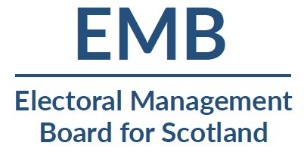 EMB
Electoral Management
Board for Scotland